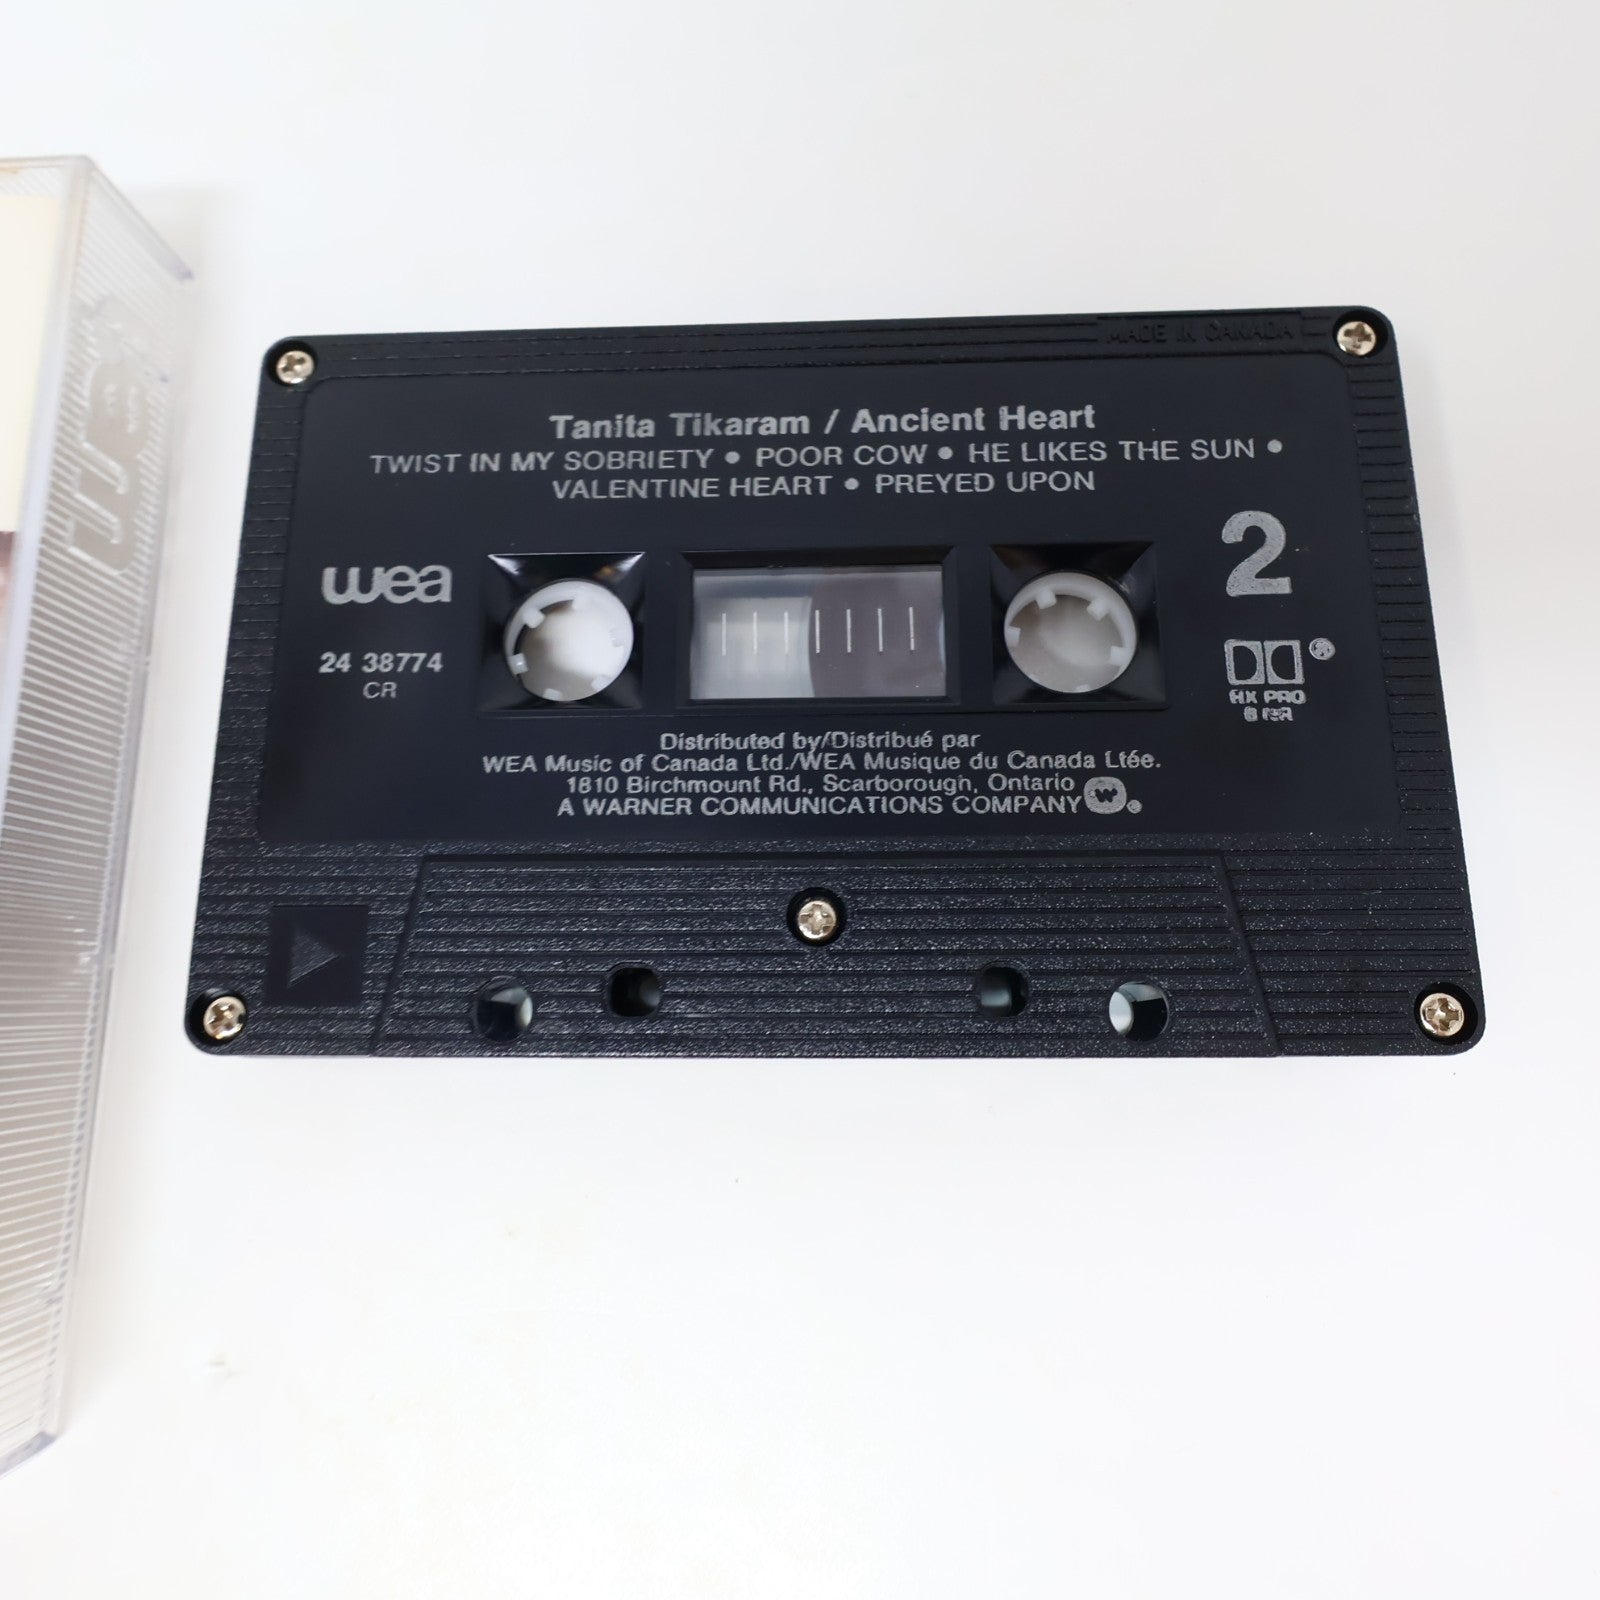 MADE IN CANADA
Tanita Tikaram / Ancient Heart
TWIST IN MY SOBRIETY • POOR COW • HE LIKES THE SUN •
VALENTINE HEART • PREYED UPON
2
wea
24 38774
CR
HX PRO
B NR
Distributed by/Distribué par
WEA Music of Canada Ltd./WEA Musique du Canada Ltée.
1810 Birchmount Rd., Scarborough, Ontario
A WARNER COMMUNICATIONS COMPANY